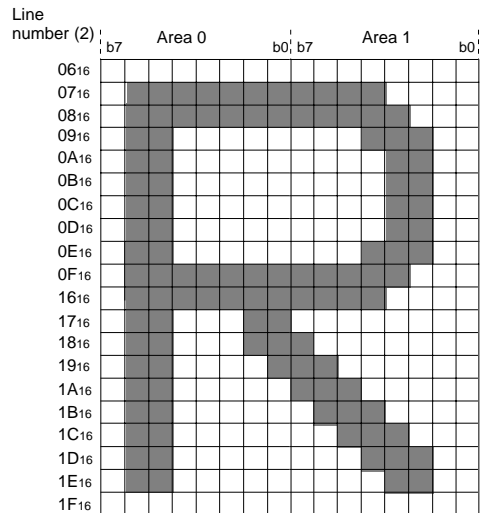 Line
number (2)
b7 Area 0 b0 b7 Area 1 b0
06₁₆
07₁₆
08₁₆
09₁₆
0A₁₆
0B₁₆
0C₁₆
0D₁₆
0E₁₆
0F₁₆
16₁₆
17₁₆
18₁₆
19₁₆
1A₁₆
1B₁₆
1C₁₆
1D₁₆
1E₁₆
1F₁₆